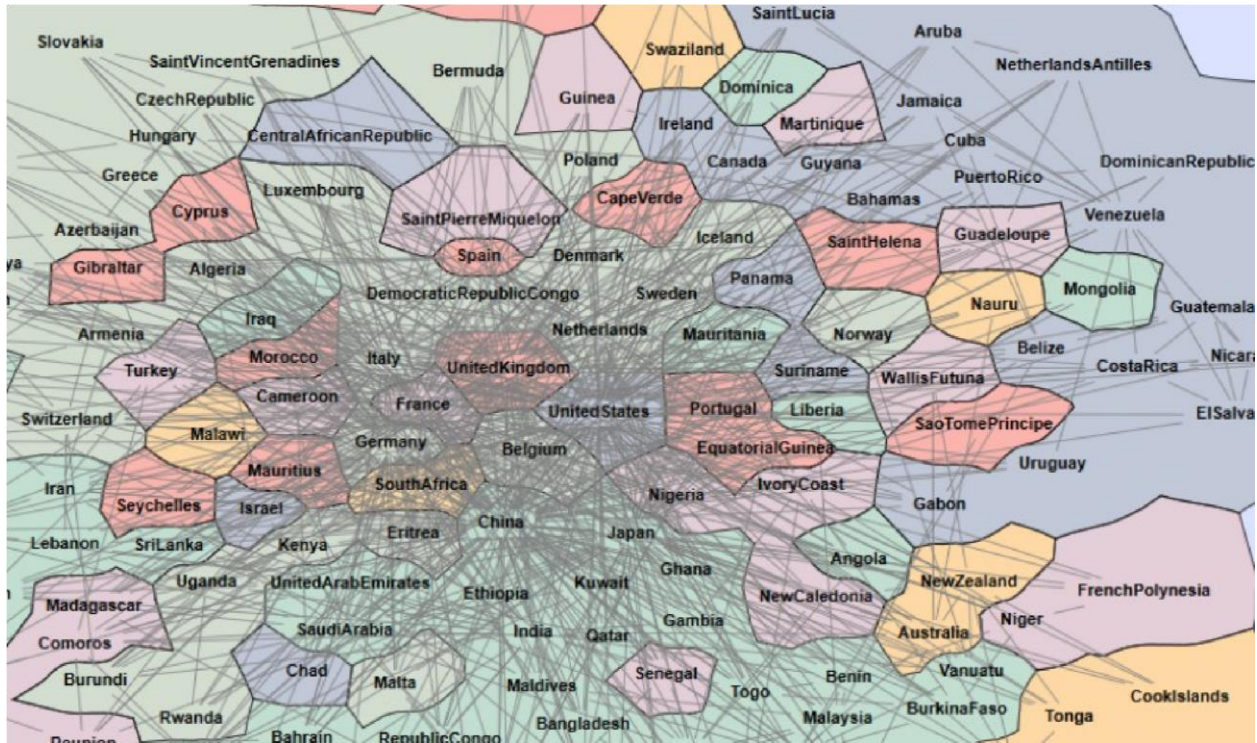 SaintLucia
Aruba
Slovakia
Swaziland
SaintVincentGrenadines
NetherlandsAntilles
Bermuda
Dominica
CzechRepublic
Guinea
Jamaica
Hungary
CentralAfricanRepublic
Ireland
Martinique
Cuba
Poland
Canada
Guyana
DominicanRepublic
Greece
Luxembourg
PuertoRico
CapeVerde
Bahamas
Cyprus
SaintPierreMiquelon
Venezuela
Azerbaijan
Iceland
SaintHelena
Guadeloupe
Spain
Denmark
Gibraltar
Algeria
Panama
DemocraticRepublicCongo
Sweden
Nauru
Mongolia
Guatemala
Iraq
Armenia
Netherlands
Mauritania
Norway
Belize
Morocco
Italy
UnitedKingdom
CostaRica
Turkey
Suriname
WallisFutuna
Cameroon
France
UnitedStates
Portugal
Liberia
Switzerland
SaoTomePrincipe
Malawi
Germany
Belgium
EquatorialGuinea
Uruguay
Mauritius
SouthAfrica
Iran
Nigeria
IvoryCoast
Seychelles
Israel
Gabon
China
Eritrea
Japan
Lebanon
SriLanka
Kenya
Angola
Uganda
UnitedArabEmirates
Kuwait
Ghana
NewZealand
Ethiopia
NewCaledonia
FrenchPolynesia
Madagascar
Gambia
Niger
SaudiArabia
India
Qatar
Australia
Comoros
Chad
Senegal
Vanuatu
Burundi
Malta
Maldives
Togo
Benin
CookIslands
Rwanda
Bangladesh
Malaysia
BurkinaFaso
Tonga
Bahrain
RepublicCongo
Reunion